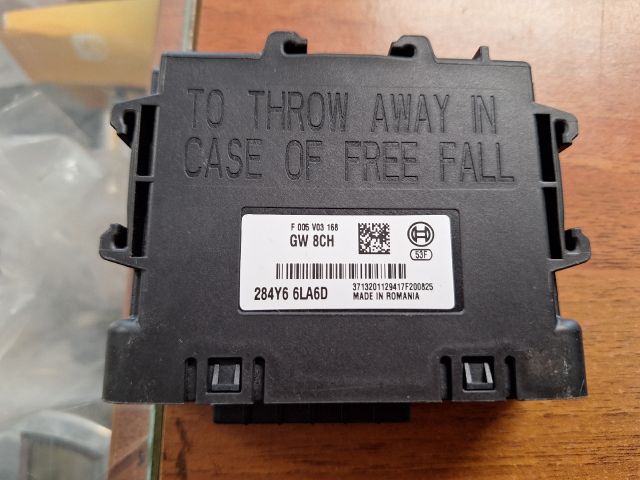 TO THROW AWAY IN
CASE OF FREE FALL
F 005 V03 168
GW 8CH
53F
284Y6 6LA6D
3713201129417F200825
MADE IN ROMANIA